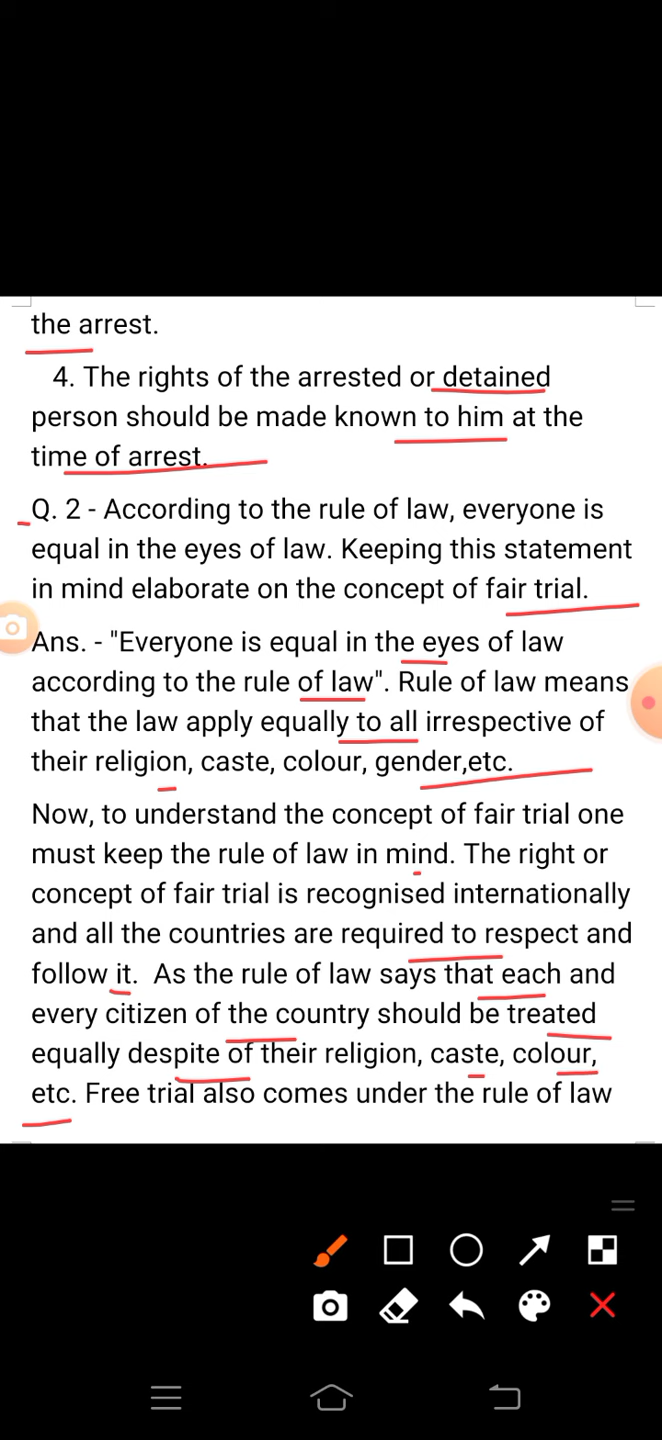 the arrest.
4. The rights of the arrested or detained
person should be made known to him at the
time of arrest.
Q. 2 - According to the rule of law, everyone is
equal in the eyes of law. Keeping this statement
in mind elaborate on the concept of fair trial.
Ans. - "Everyone is equal in the eyes of law
according to the rule of law". Rule of law means
that the law apply equally to all irrespective of
their religion, caste, colour, gender,etc.
Now, to understand the concept of fair trial one
must keep the rule of law in mind. The right or
concept of fair trial is recognised internationally
and all the countries are required to respect and
follow it.  As the rule of law says that each and
every citizen of the country should be treated
equally despite of their religion, caste, colour,
etc. Free trial also comes under the rule of law